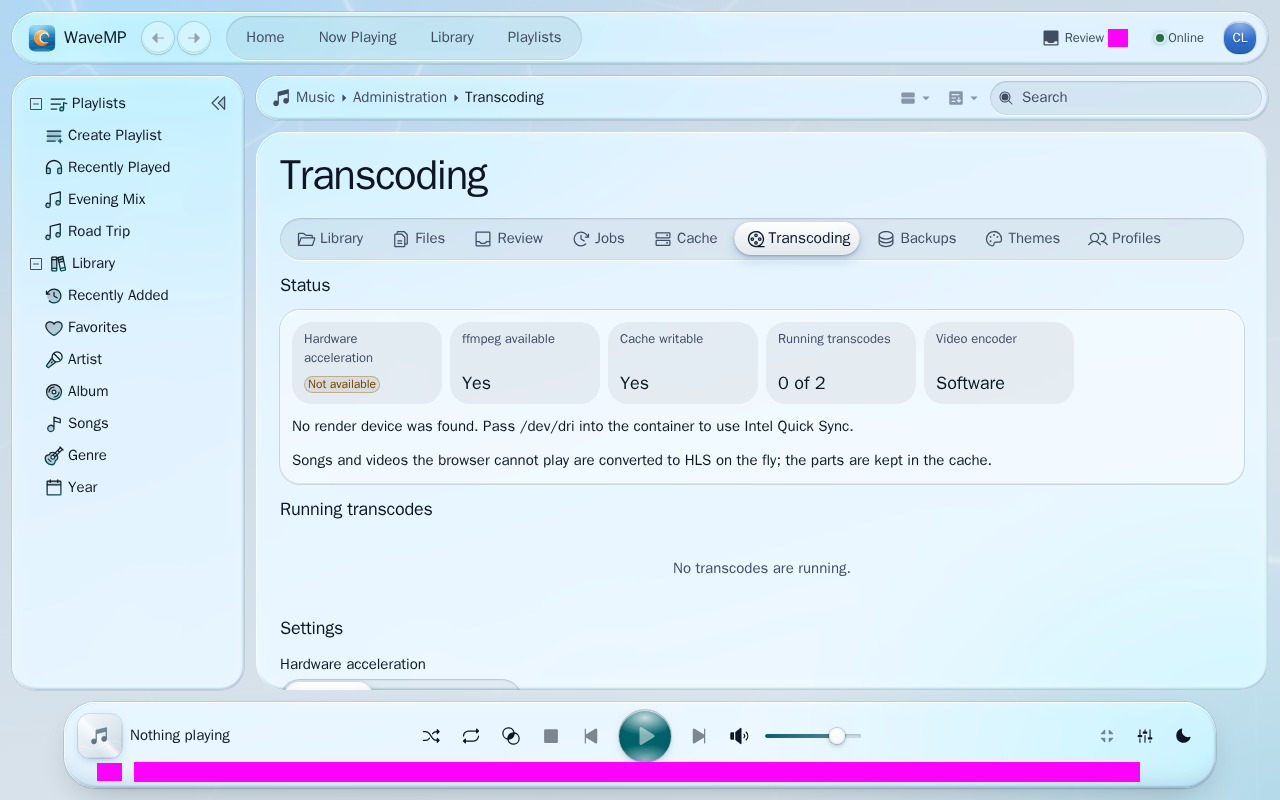 WaveMP
Home
Now Playing
Library
Playlists
Review
Online
CL
Playlists
Create Playlist
Recently Played
Evening Mix
Road Trip
Library
Recently Added
Favorites
Artist
Album
Songs
Genre
Year
Music
Administration
Transcoding
Search
Transcoding
Library
Files
Review
Jobs
Cache
Transcoding
Backups
Themes
Profiles
Status
Hardware
acceleration
Not available
ffmpeg available
Yes
Cache writable
Yes
Running transcodes
0 of 2
Video encoder
Software
No render device was found. Pass /dev/dri into the container to use Intel Quick Sync.
Songs and videos the browser cannot play are converted to HLS on the fly; the parts are kept in the cache.
Running transcodes
No transcodes are running.
Settings
Hardware acceleration
Nothing playing